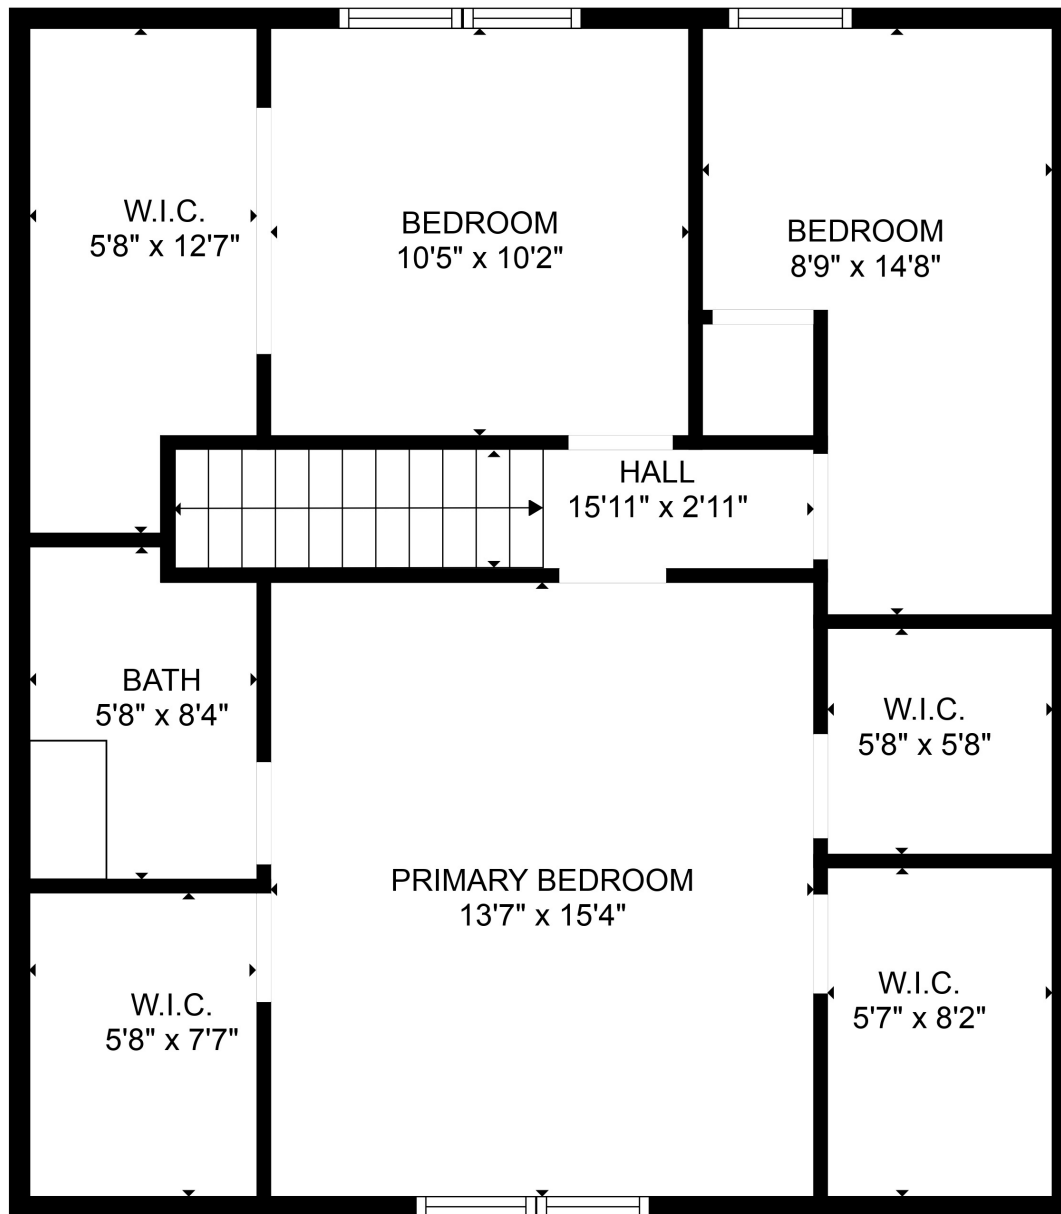 W.I.C.
5'8" x 12'7"
BEDROOM
10'5" x 10'2"
BEDROOM
8'9" x 14'8"
HALL
15'11" x 2'11"
BATH
5'8" x 8'4"
W.I.C.
5'8" x 5'8"
PRIMARY BEDROOM
13'7" x 15'4"
W.I.C.
5'8" x 7'7"
W.I.C.
5'7" x 8'2"